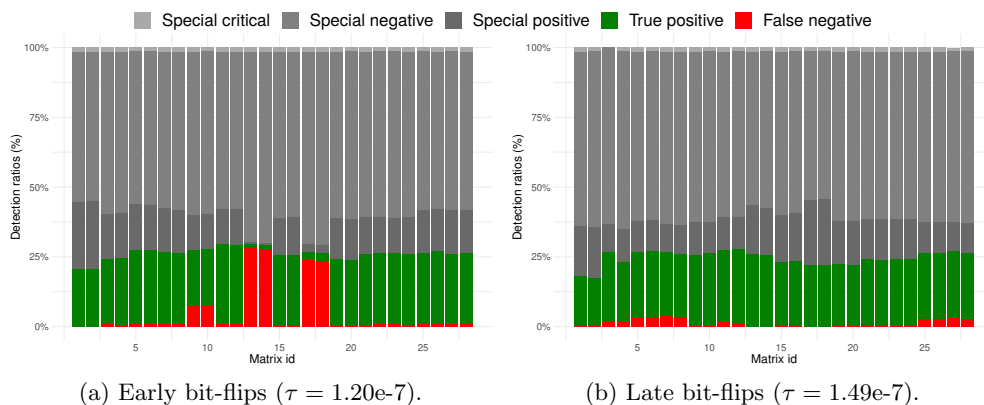 Special critical Special negative Special positive True positive False negative
100%
75%
50%
25%
0%
Detection ratios (%)
5 10 15 20 25
Matrix id
100%
75%
50%
25%
0%
Detection ratios (%)
5 10 15 20 25
Matrix id
(a) Early bit-flips (τ = 1.20e-7).
(b) Late bit-flips (τ = 1.49e-7).